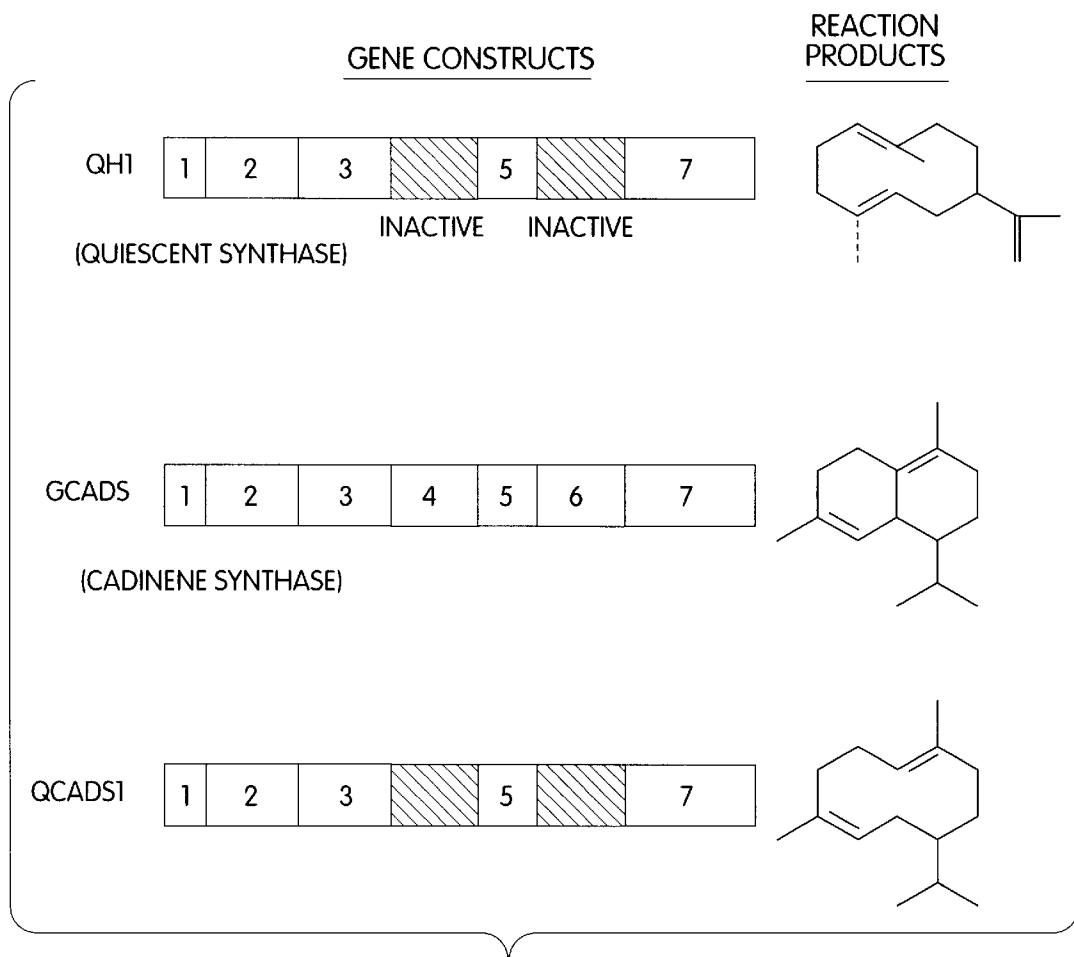 GENE CONSTRUCTS
REACTION
PRODUCTS
QH1
1 2 3 5 7
INACTIVE INACTIVE
(QUIESCENT SYNTHASE)
GCADS
1 2 3 4 5 6 7
(CADINENE SYNTHASE)
QCADS1
1 2 3 5 7